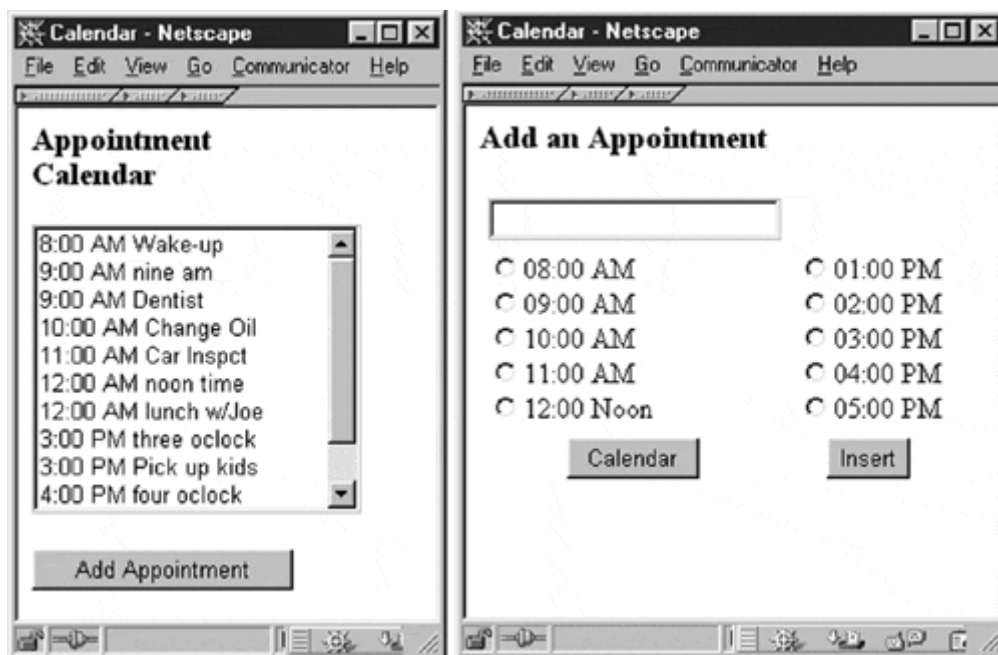 Calendar - Netscape
File Edit View Go Communicator Help
Appointment
Calendar
8:00 AM Wake-up
9:00 AM nine am
9:00 AM Dentist
10:00 AM Change Oil
11:00 AM Car Inspct
12:00 AM noon time
12:00 AM lunch w/Joe
3:00 PM three oclock
3:00 PM Pick up kids
4:00 PM four oclock
Add Appointment
Calendar - Netscape
File Edit View Go Communicator Help
Add an Appointment
08:00 AM 01:00 PM
09:00 AM 02:00 PM
10:00 AM 03:00 PM
11:00 AM 04:00 PM
12:00 Noon 05:00 PM
Calendar Insert